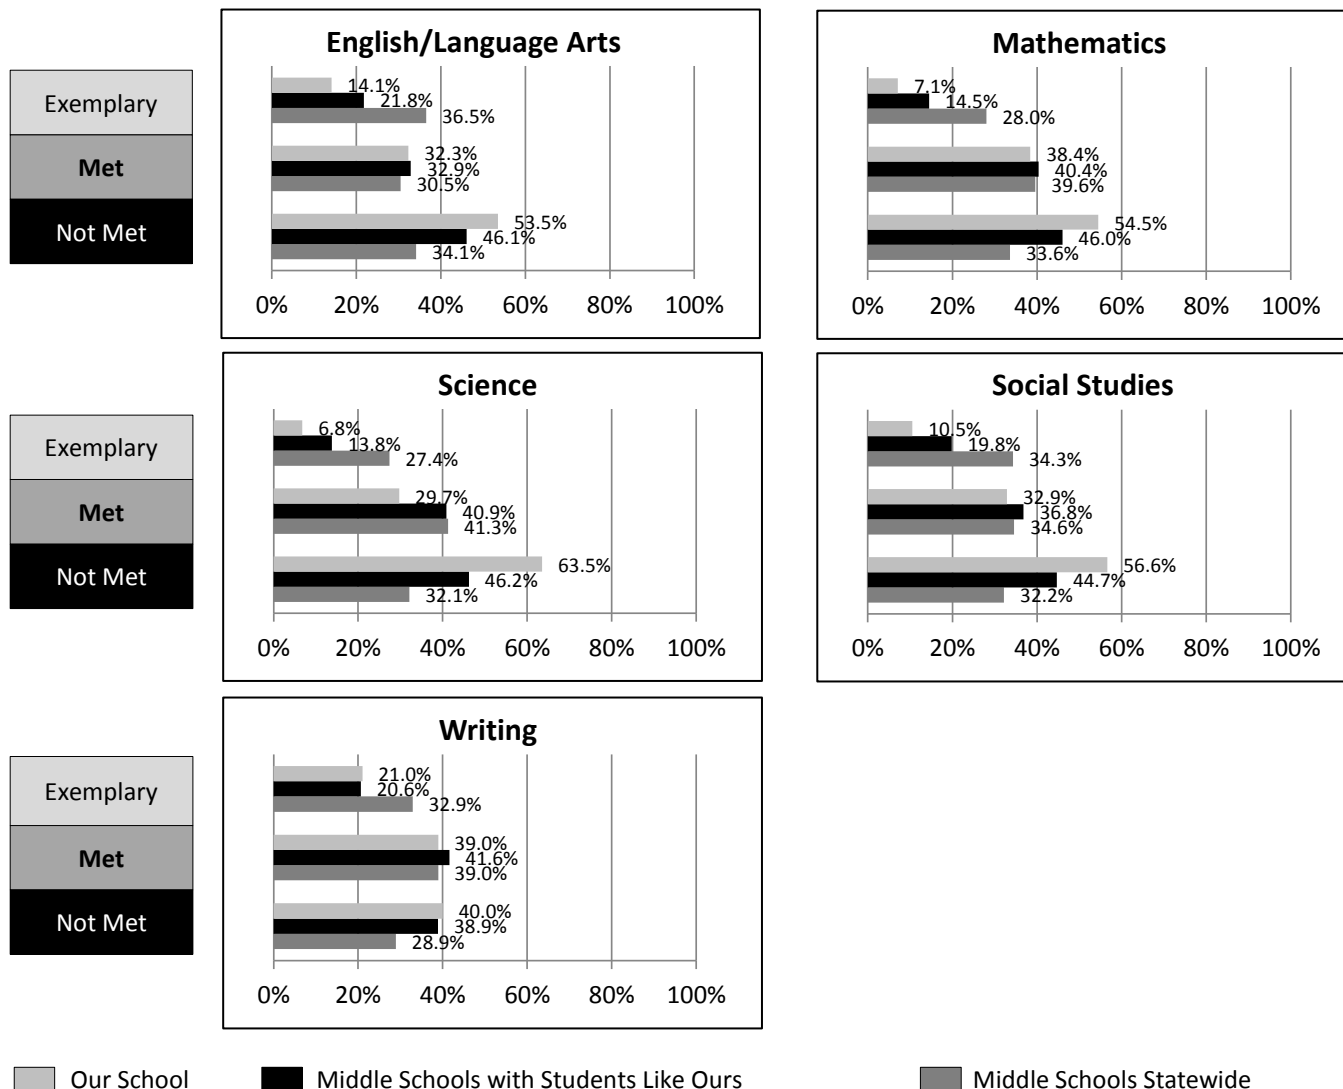 English/Language Arts
Exemplary
Met
Not Met
14.1%
21.8%
36.5%
32.3%
32.9%
30.5%
53.5%
46.1%
34.1%
0% 20% 40% 60% 80% 100%
Mathematics
7.1%
14.5%
28.0%
38.4%
40.4%
39.6%
54.5%
46.0%
33.6%
0% 20% 40% 60% 80% 100%
Science
Exemplary
Met
Not Met
6.8%
13.8%
27.4%
29.7%
40.9%
41.3%
63.5%
46.2%
32.1%
0% 20% 40% 60% 80% 100%
Social Studies
10.5%
19.8%
34.3%
32.9%
36.8%
34.6%
56.6%
44.7%
32.2%
0% 20% 40% 60% 80% 100%
Writing
Exemplary
Met
Not Met
21.0%
20.6%
32.9%
39.0%
41.6%
39.0%
40.0%
38.9%
28.9%
0% 20% 40% 60% 80% 100%
Our School Middle Schools with Students Like Ours Middle Schools Statewide